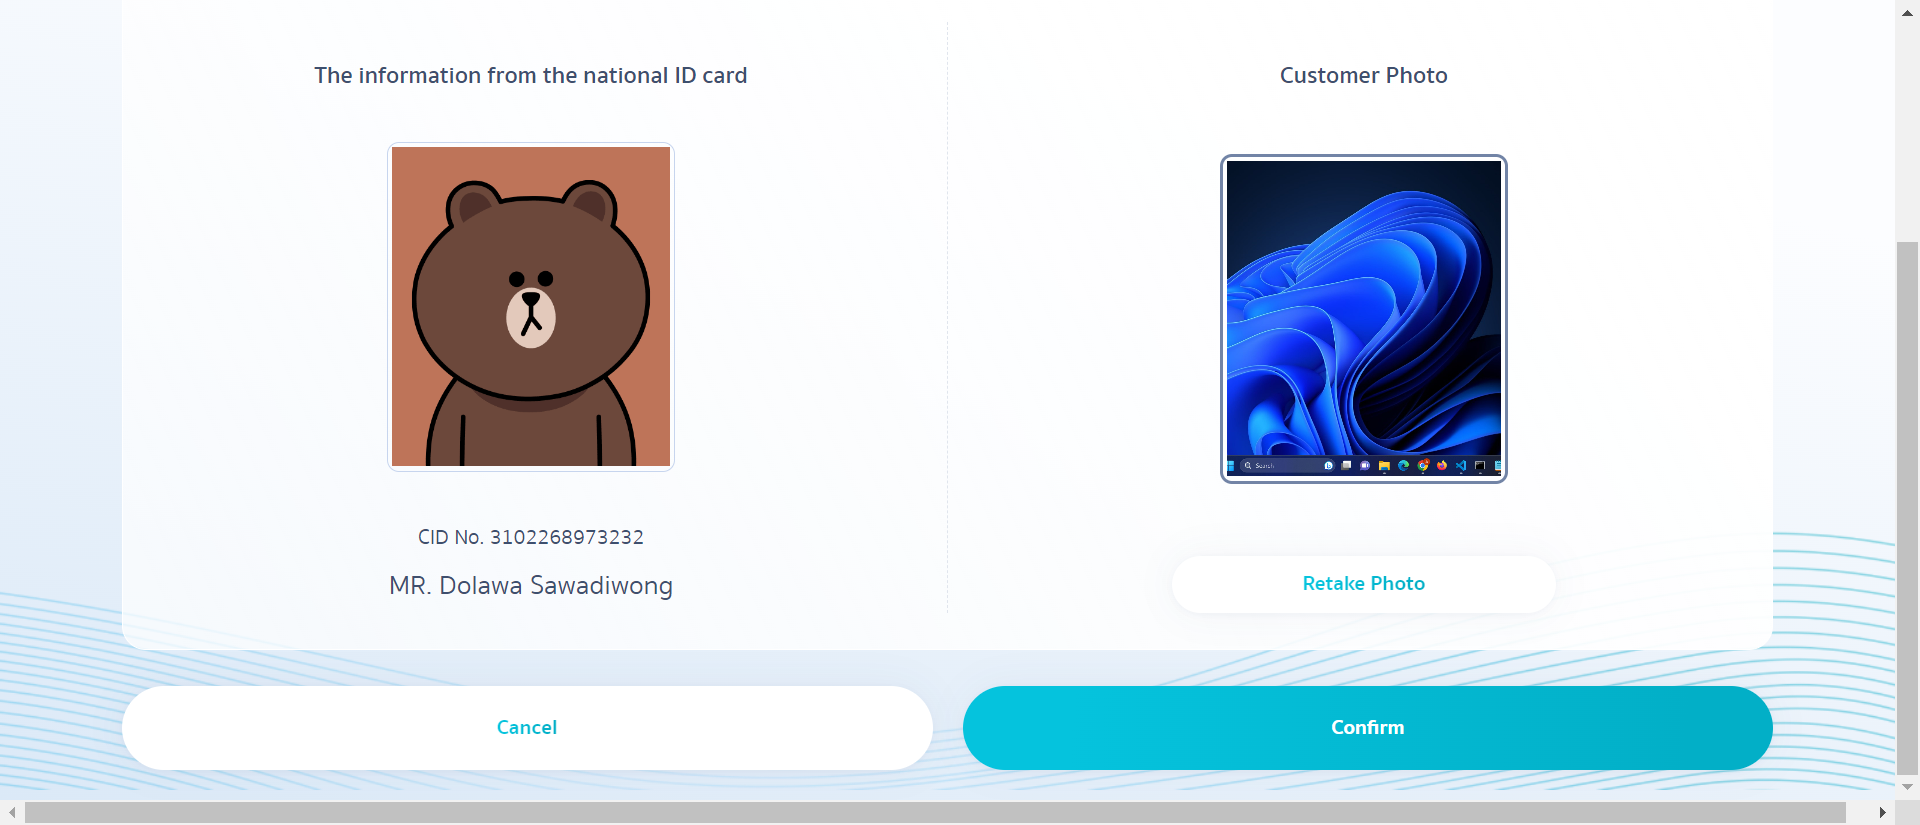 The information from the national ID card
Customer Photo
Search
CID No. 3102268973232
MR. Dolawa Sawadiwong
Retake Photo
Cancel
Confirm